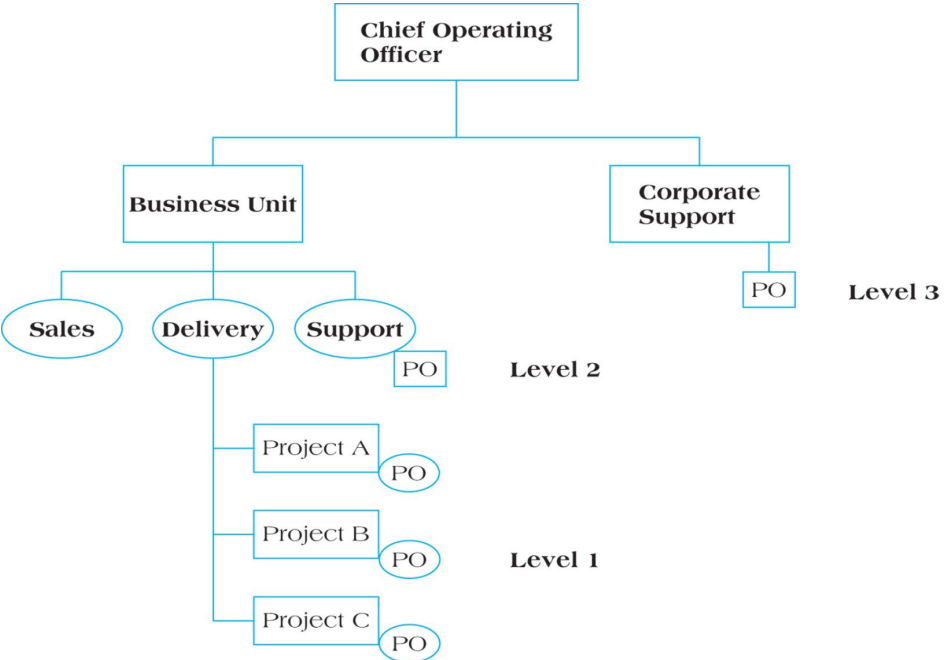 Chief Operating
Officer
Business Unit
Corporate
Support
PO
Level 3
Sales
Delivery
Support
PO
Level 2
Project A
PO
Project B
PO
Level 1
Project C
PO